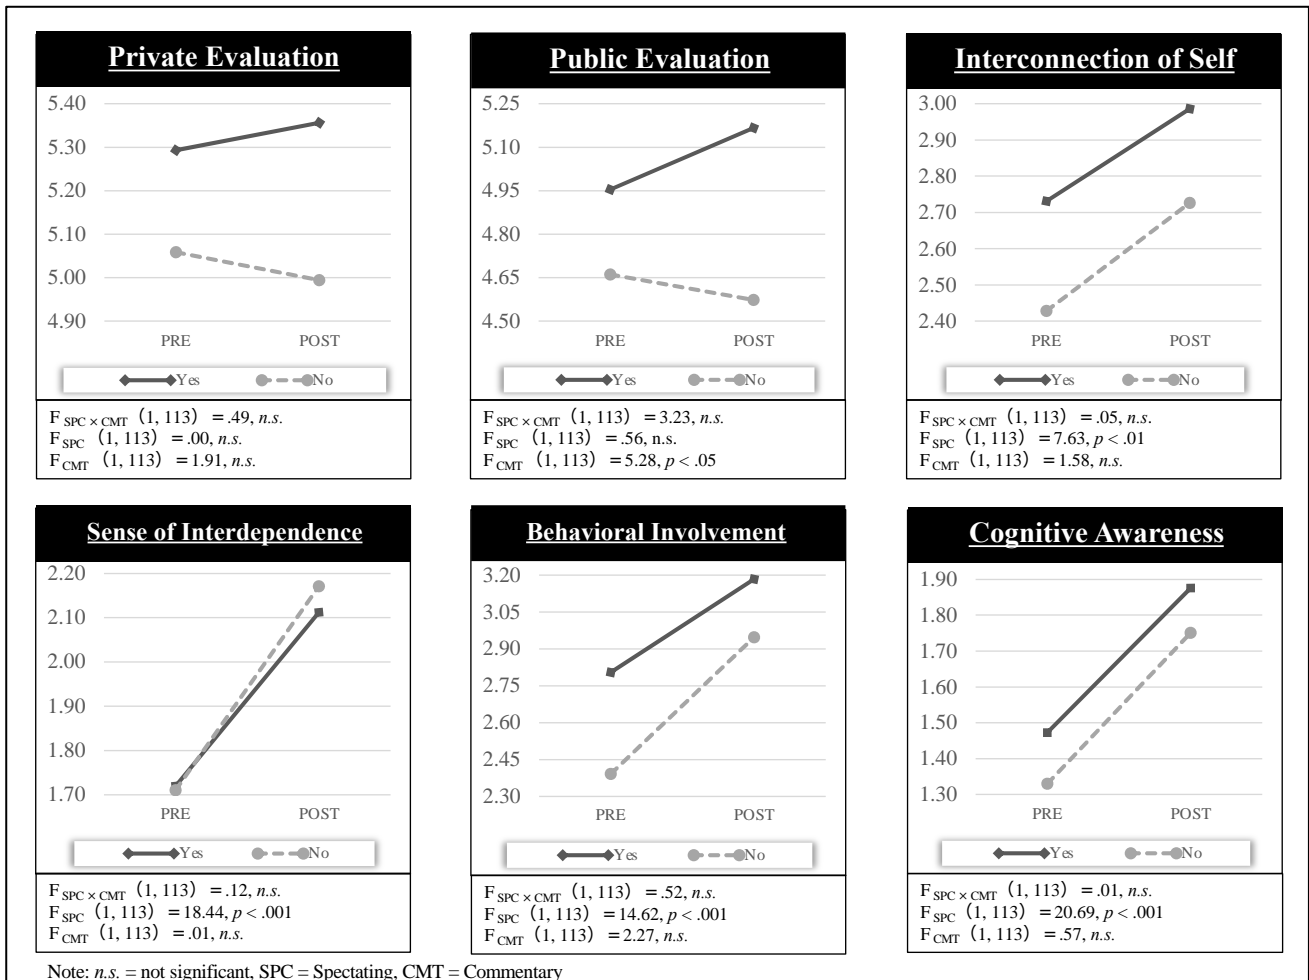 Private Evaluation
5.40
5.30
5.20
5.10
5.00
4.90
PRE POST
Yes No
F SPC × CMT (1, 113) = .49, n.s.
F SPC (1, 113) = .00, n.s.
F CMT (1, 113) = 1.91, n.s.
Public Evaluation
5.25
5.10
4.95
4.80
4.65
4.50
PRE POST
Yes No
F SPC × CMT (1, 113) = 3.23, n.s.
F SPC (1, 113) = .56, n.s.
F CMT (1, 113) = 5.28, p < .05
Interconnection of Self
3.00
2.90
2.80
2.70
2.60
2.50
2.40
PRE POST
Yes No
F SPC × CMT (1, 113) = .05, n.s.
F SPC (1, 113) = 7.63, p < .01
F CMT (1, 113) = 1.58, n.s.
Sense of Interdependence
2.20
2.10
2.00
1.90
1.80
1.70
PRE POST
Yes No
F SPC × CMT (1, 113) = .12, n.s.
F SPC (1, 113) = 18.44, p < .001
F CMT (1, 113) = .01, n.s.
Behavioral Involvement
3.20
3.05
2.90
2.75
2.60
2.45
2.30
PRE POST
Yes No
F SPC × CMT (1, 113) = .52, n.s.
F SPC (1, 113) = 14.62, p < .001
F CMT (1, 113) = 2.27, n.s.
Cognitive Awareness
1.90
1.80
1.70
1.60
1.50
1.40
1.30
PRE POST
Yes No
F SPC × CMT (1, 113) = .01, n.s.
F SPC (1, 113) = 20.69, p < .001
F CMT (1, 113) = .57, n.s.
Note: n.s. = not significant, SPC = Spectating, CMT = Commentary